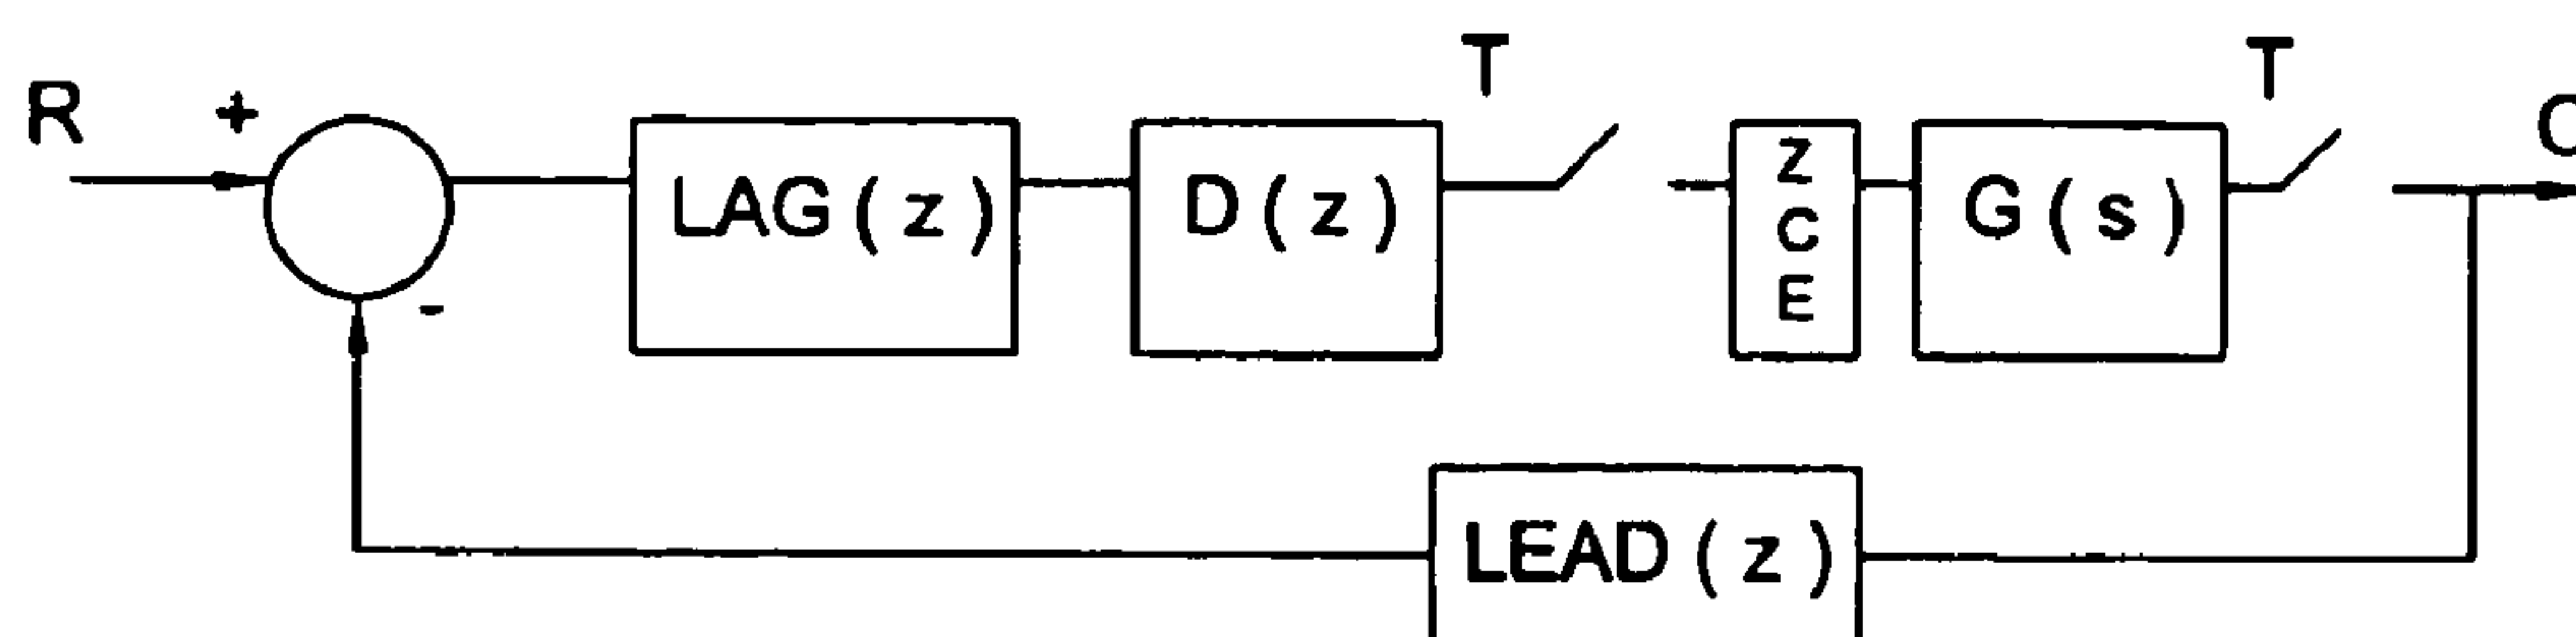 R
+
-
LAG ( z )
D ( z )
T
Z
C
E
G ( s )
T
C
LEAD ( z )